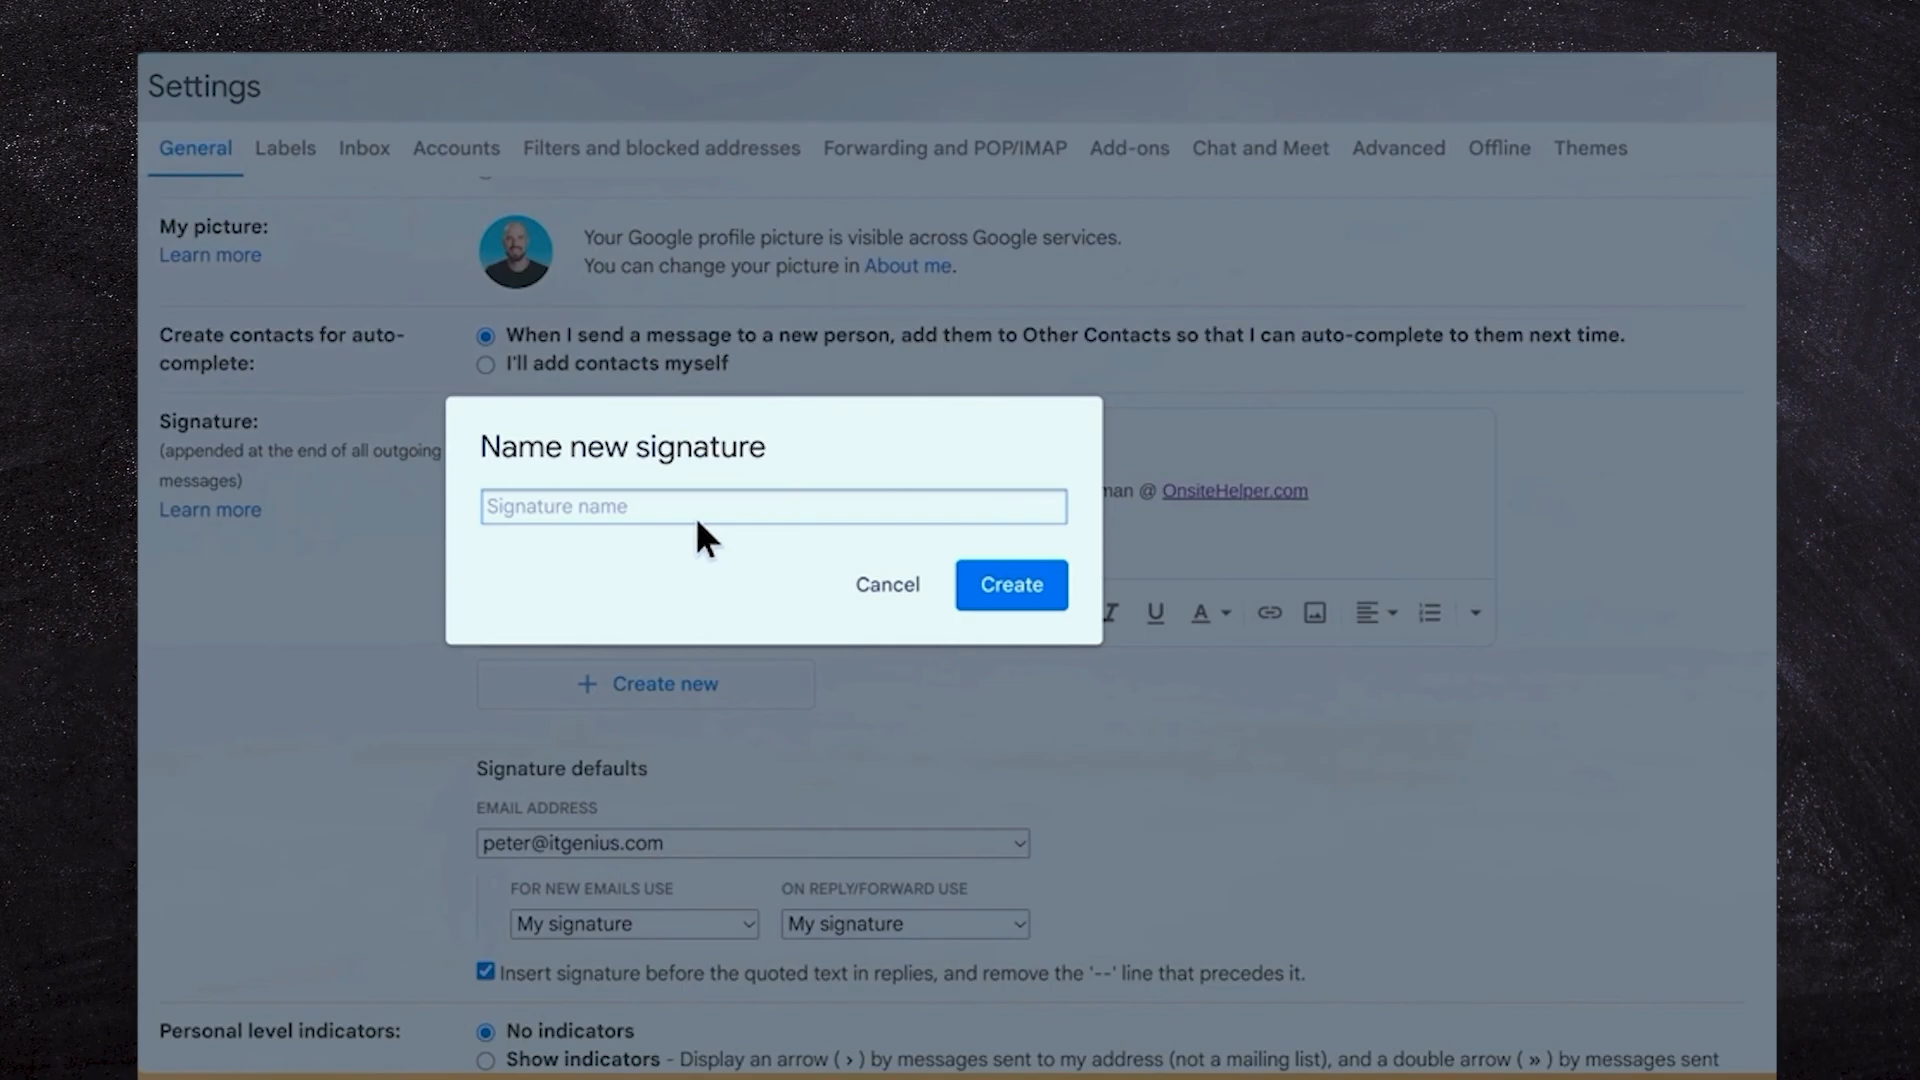 Settings
General Labels Inbox Accounts Filters and blocked addresses Forwarding and POP/IMAP Add-ons Chat and Meet Advanced Offline Themes
My picture:
Learn more
Your Google profile picture is visible across Google services.
You can change your picture in About me.
Create contacts for auto-
complete:
When I send a message to a new person, add them to Other Contacts so that I can auto-complete to them next time.
I'll add contacts myself
Signature:
(appended at the end of all outgoing
messages)
Learn more
Name new signature
Signature name
Cancel Create
@ OnsiteHelper.com
I U A
+ Create new
Signature defaults
EMAIL ADDRESS
peter@itgenius.com
FOR NEW EMAILS USE ON REPLY/FORWARD USE
My signature My signature
Insert signature before the quoted text in replies, and remove the '--' line that precedes it.
Personal level indicators:
No indicators
Show indicators - Display an arrow ( › ) by messages sent to my address (not a mailing list), and a double arrow ( » ) by messages sent